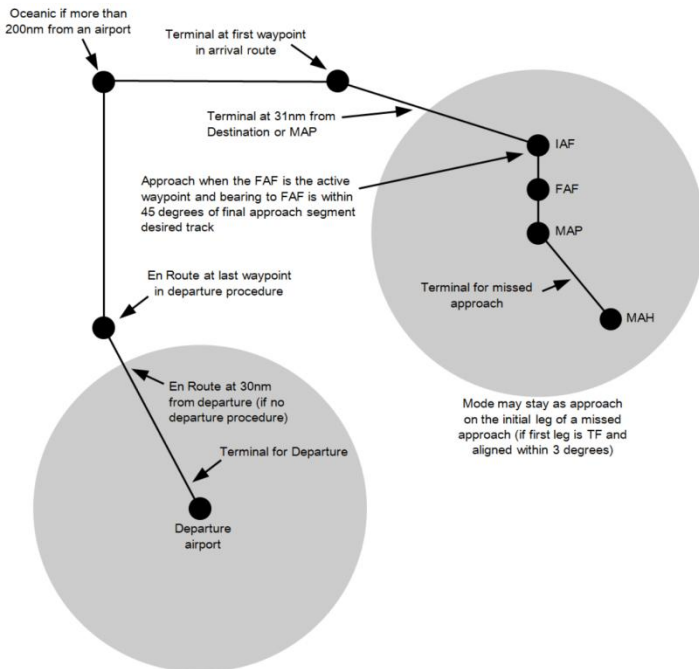 Oceanic if more than
200nm from an airport
Terminal at first waypoint
in arrival route
Terminal at 31nm from
Destination or MAP
IAF
Approach when the FAF is the active
waypoint and bearing to FAF is within
45 degrees of final approach segment
desired track
FAF
MAP
Terminal for missed
approach
En Route at last waypoint
in departure procedure
MAH
En Route at 30nm
from departure (if no
departure procedure)
Mode may stay as approach
on the initial leg of a missed
approach (if first leg is TF and
aligned within 3 degrees)
Terminal for Departure
Departure
airport